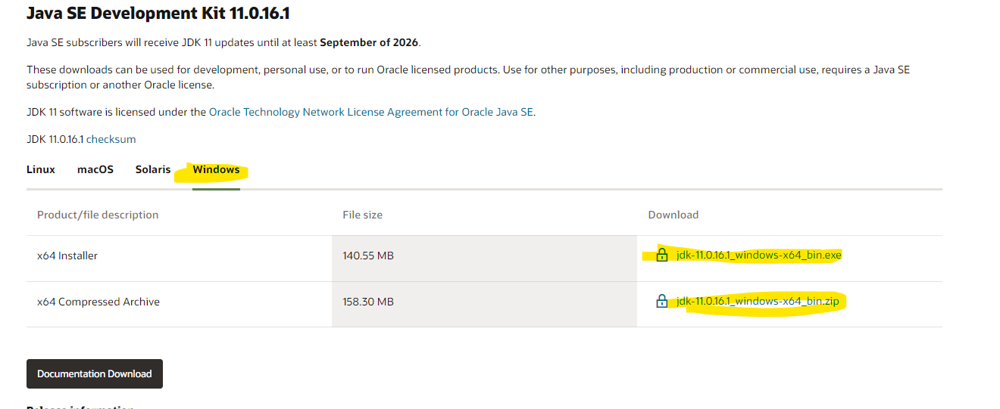 Java SE Development Kit 11.0.16.1
Java SE subscribers will receive JDK 11 updates until at least September of 2026.
These downloads can be used for development, personal use, or to run Oracle licensed products. Use for other purposes, including production or commercial use, requires a Java SE
subscription or another Oracle license.
JDK 11 software is licensed under the Oracle Technology Network License Agreement for Oracle Java SE.
JDK 11.0.16.1 checksum
Linux macOS Solaris Windows
Product/file description File size Download
x64 Installer 140.55 MB jdk-11.0.16.1_windows-x64_bin.exe
x64 Compressed Archive 158.30 MB jdk-11.0.16.1_windows-x64_bin.zip
Documentation Download
Release information